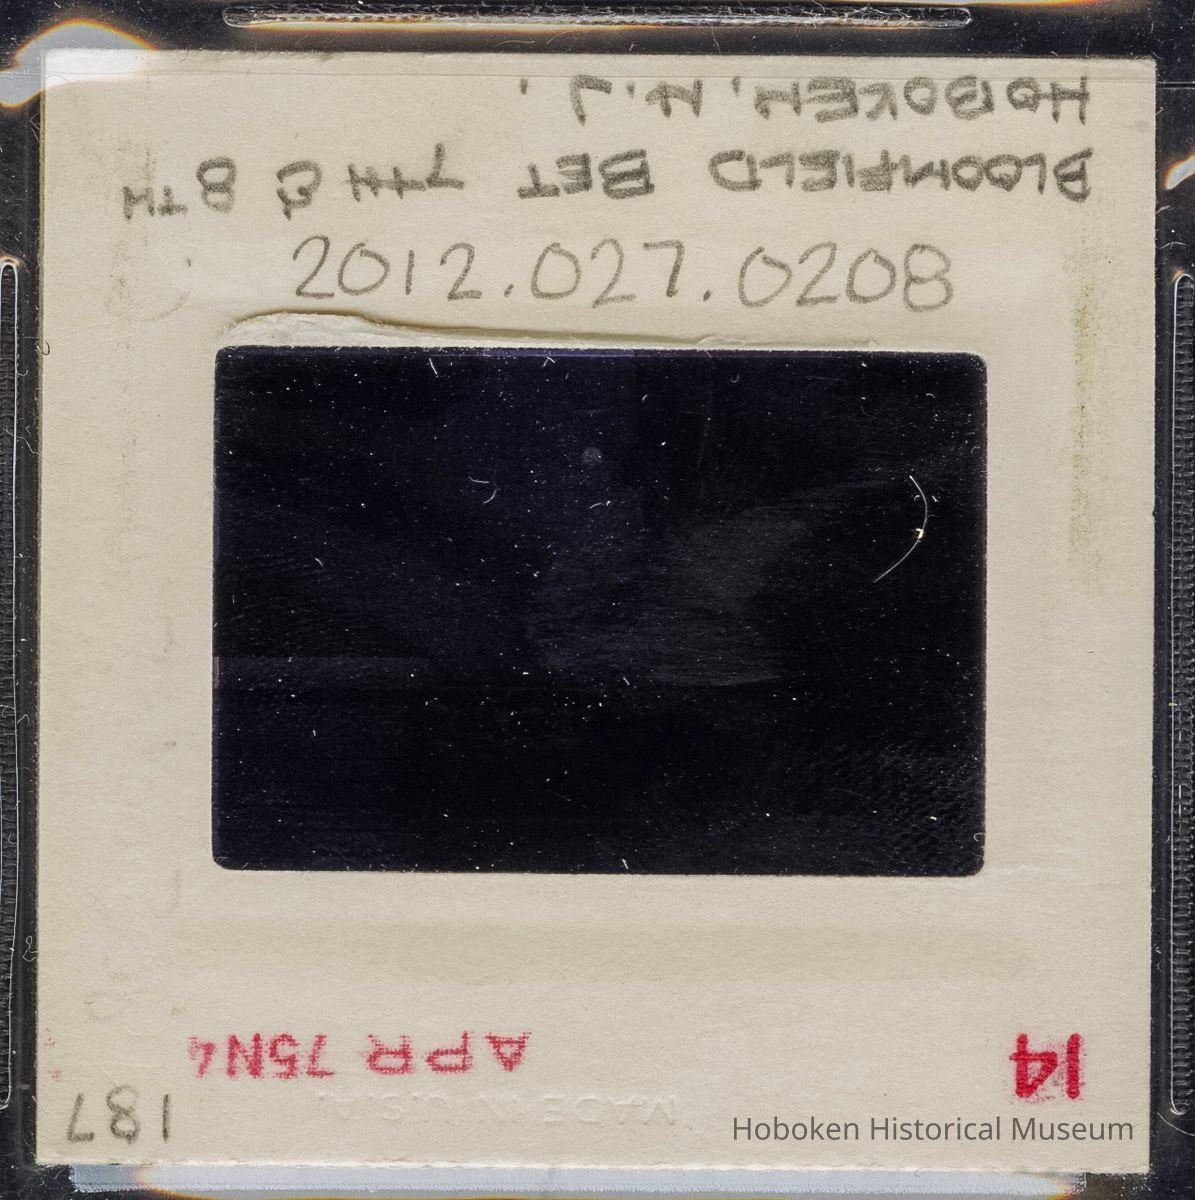 187
MADE IN U.S.A.
14 APR 75N4
2012.027.0208
BLOOMFIELD BET 7TH & 8TH
HOBOKEN, N.J.
Hoboken Historical Museum